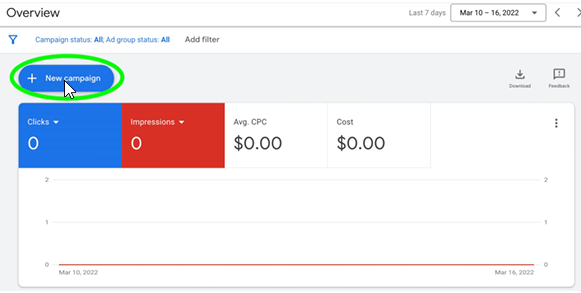 Overview
Last 7 days
Mar 10 – 16, 2022
Campaign status: All; Ad group status: All
Add filter
+ New campaign
Download
Feedback
Clicks
Impressions
Avg. CPC
Cost
0
0
$0.00
$0.00
2
2
1
1
0
0
Mar 10, 2022
Mar 16, 2022